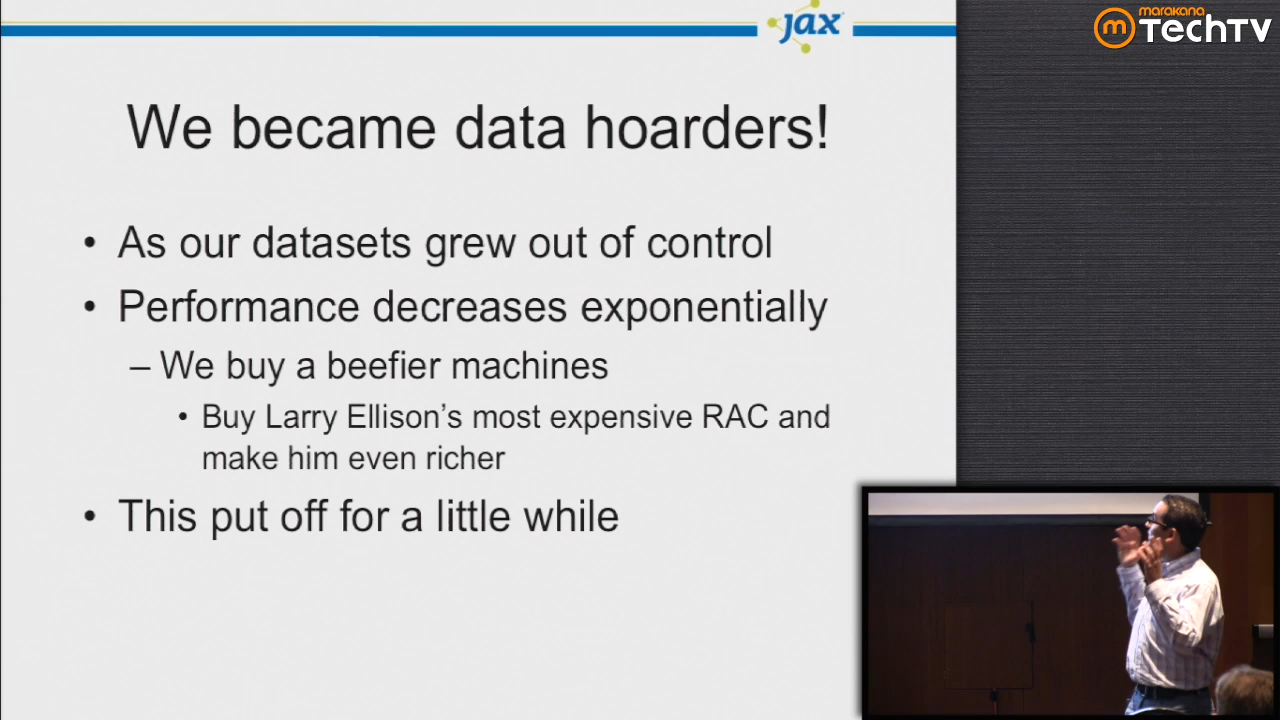 jax
marakana
m TechTV
We became data hoarders!
• As our datasets grew out of control
• Performance decreases exponentially
– We buy a beefier machines
• Buy Larry Ellison's most expensive RAC and
make him even richer
• This put off for a little while